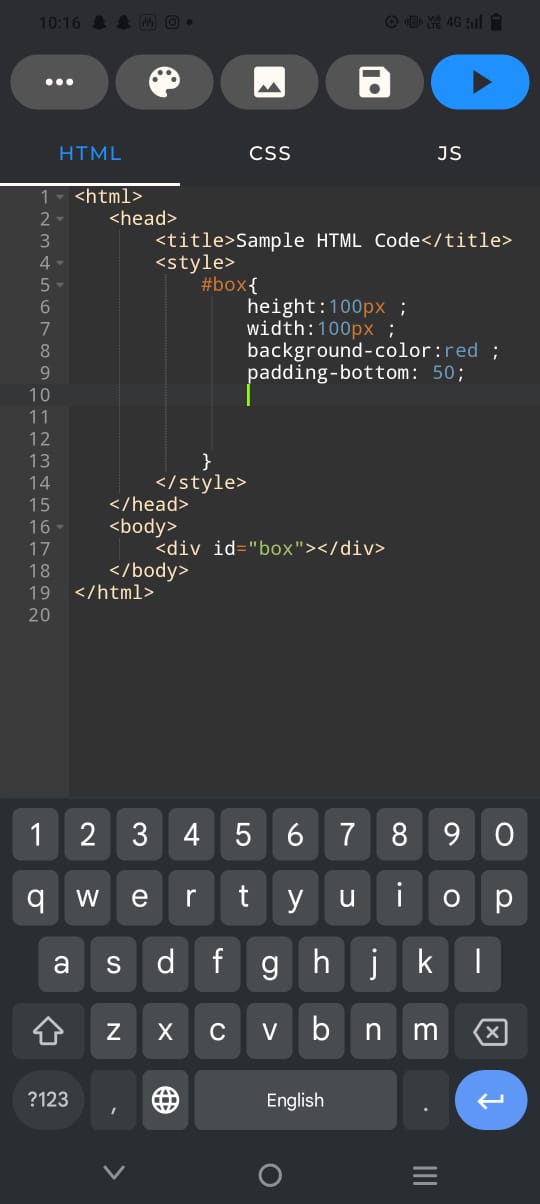 10:16
4G
HTML CSS JS
1 <html>
2 <head>
3 <title>Sample HTML Code</title>
4 <style>
5 #box{
6 height:100px ;
7 width:100px ;
8 background-color:red ;
9 padding-bottom: 50;
10
11
12
13 }
14 </style>
15 </head>
16 <body>
17 <div id="box"></div>
18 </body>
19 </html>
20
1 2 3 4 5 6 7 8 9 0
q w e r t y u i o p
a s d f g h j k l
z x c v b n m
?123 , English .